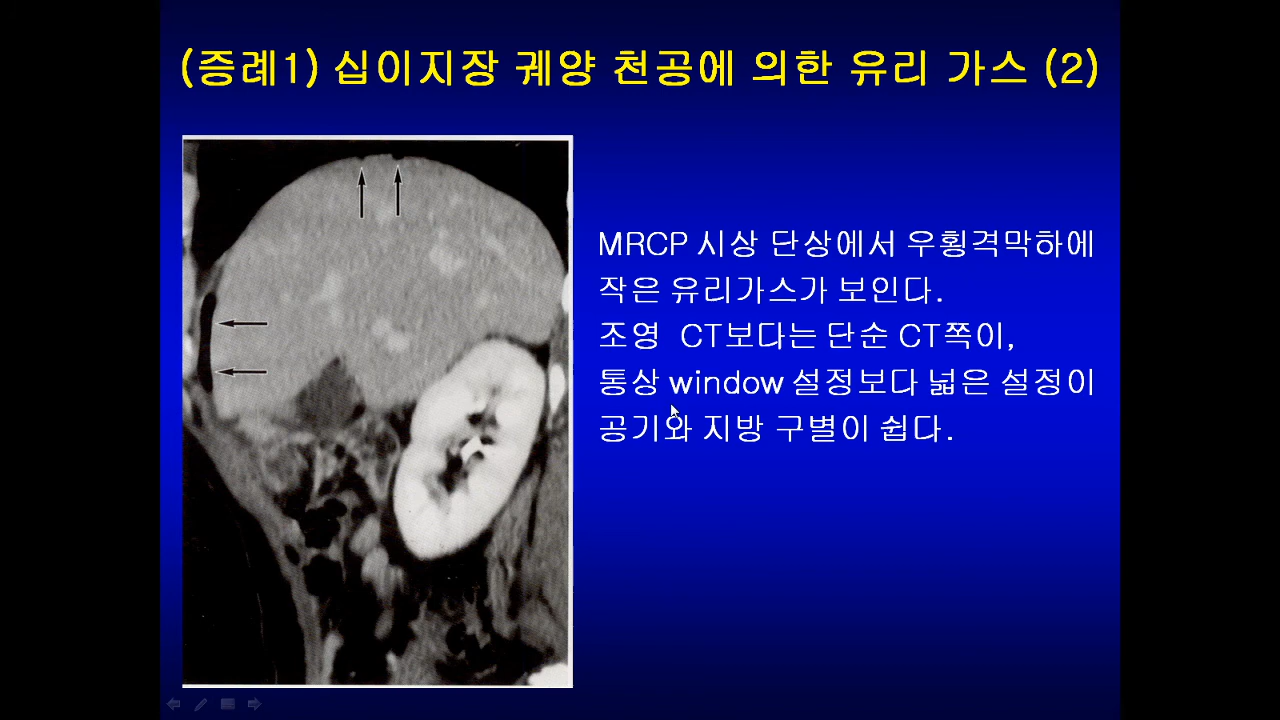 (증례1) 십이지장 궤양 천공에 의한 유리 가스 (2)
MRCP 시상 단상에서 우횡격막하에
작은 유리가스가 보인다.
조영 CT보다는 단순 CT쪽이,
통상 window 설정보다 넓은 설정이
공기와 지방 구별이 쉽다.